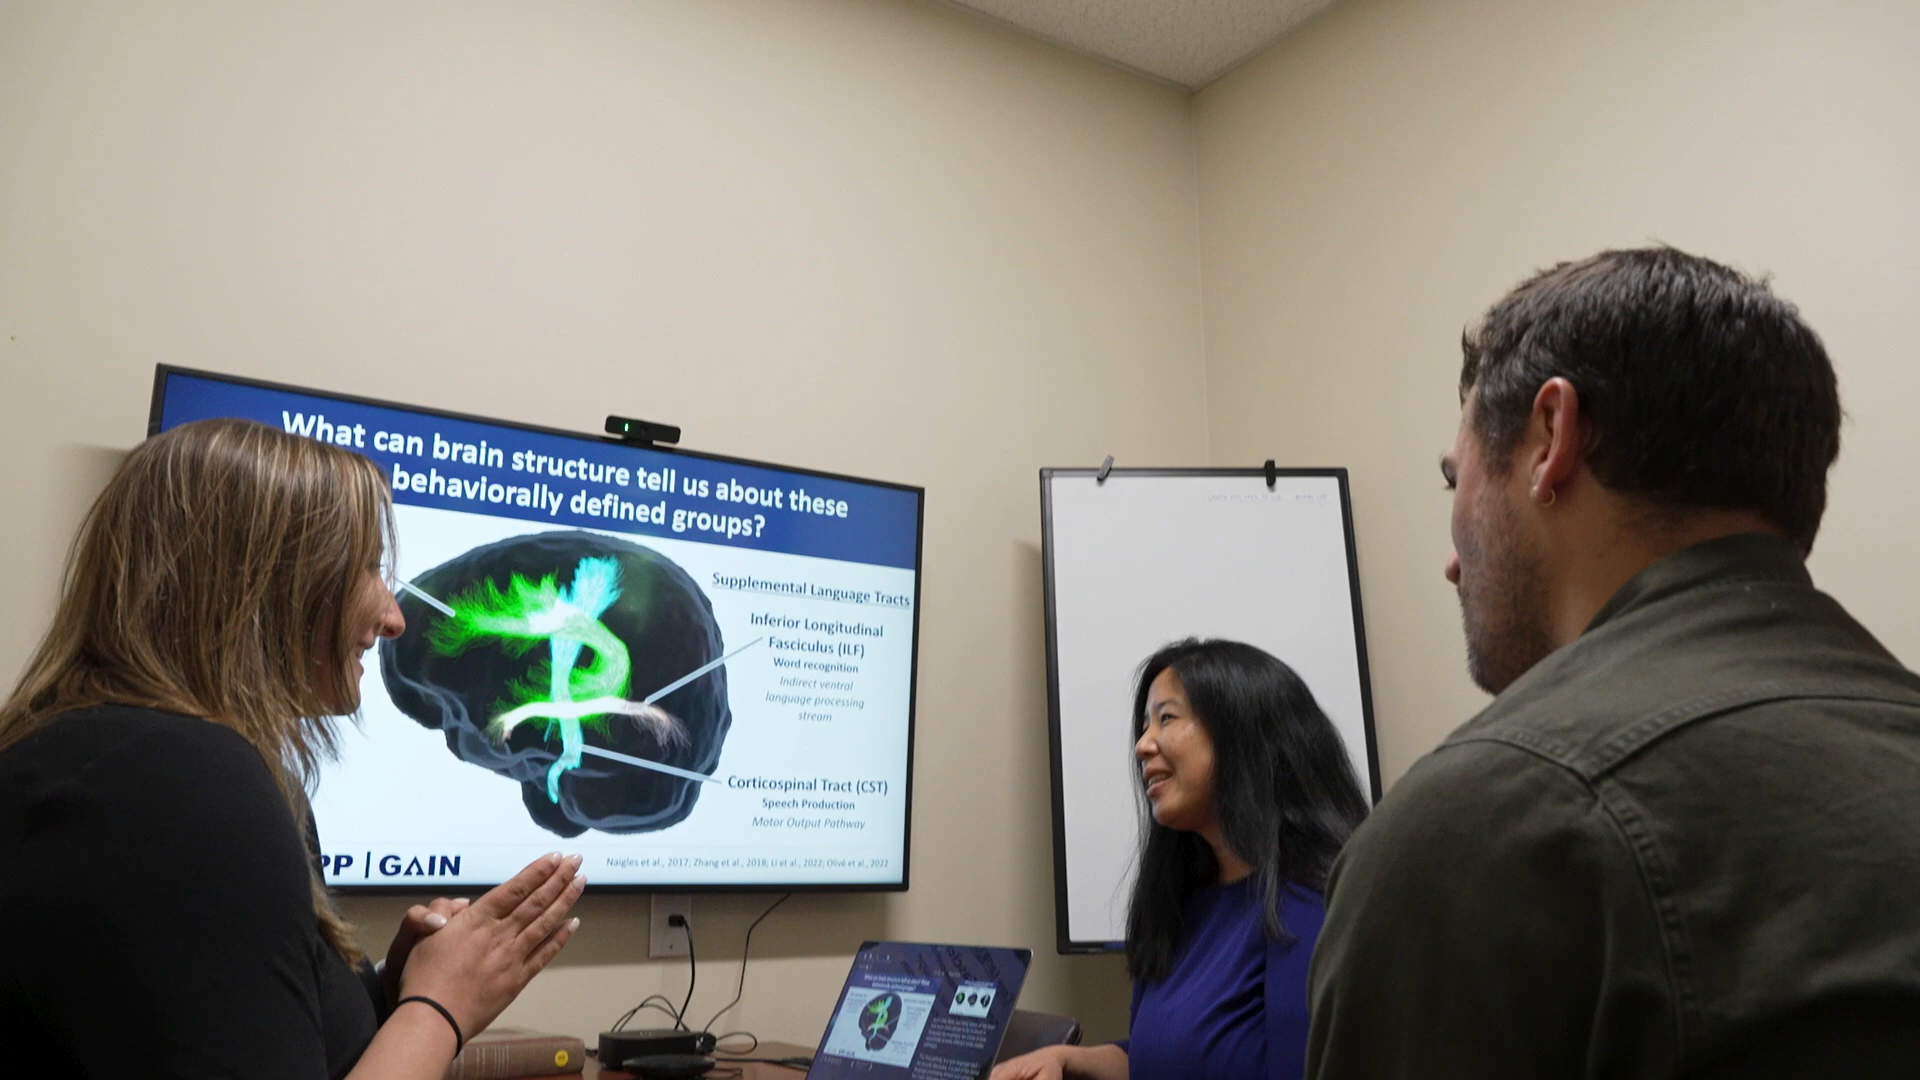 What can brain structure tell us about these
behaviorally defined groups?
Supplemental Language Tracts
Inferior Longitudinal
Fasciculus (ILF)
Word recognition
Indirect ventral
language processing
stream
Corticospinal Tract (CST)
Speech Production
Motor Output Pathway
PP | GAIN
Naigles et al., 2017; Zhang et al., 2018; Li et al., 2022; Olivé et al., 2022